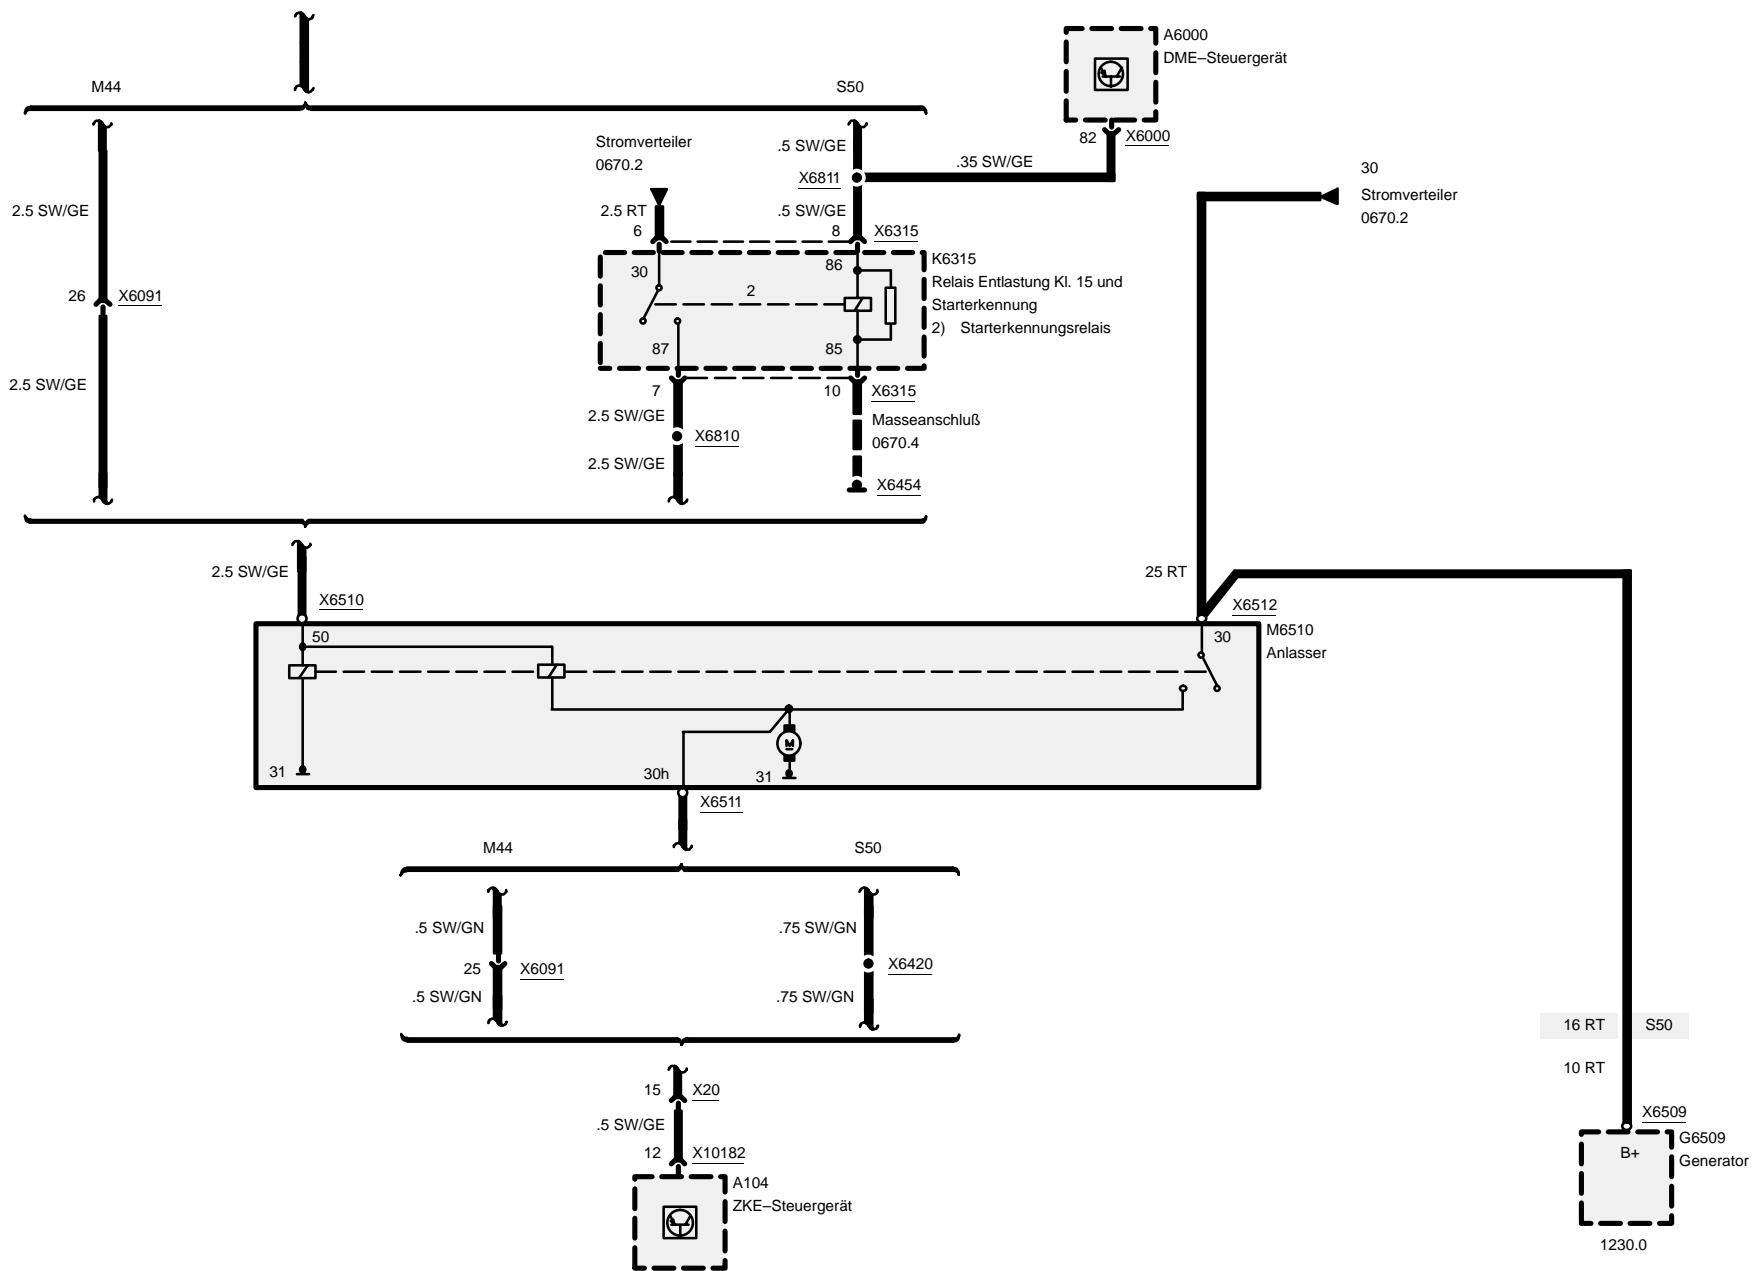 A6000
DME–Steuergerät
M44
S50
82
X6000
Stromverteiler
0670.2
.5 SW/GE
.35 SW/GE
X6811
30
Stromverteiler
0670.2
2.5 SW/GE
2.5 RT
.5 SW/GE
6
8
X6315
30
86
K6315
Relais Entlastung Kl. 15 und
Starterkennung
2) Starterkennungsrelais
2
26
X6091
87
85
7
10
X6315
2.5 SW/GE
2.5 SW/GE
Masseanschluß
0670.4
X6810
2.5 SW/GE
X6454
2.5 SW/GE
25 RT
X6510
X6512
50
30
M6510
Anlasser
M
31
30h
31
X6511
M44
S50
.5 SW/GN
.75 SW/GN
25
X6091
X6420
.5 SW/GN
.75 SW/GN
16 RT
S50
10 RT
15
X20
.5 SW/GE
X6509
12
X10182
B+
G6509
Generator
A104
ZKE–Steuergerät
1230.0